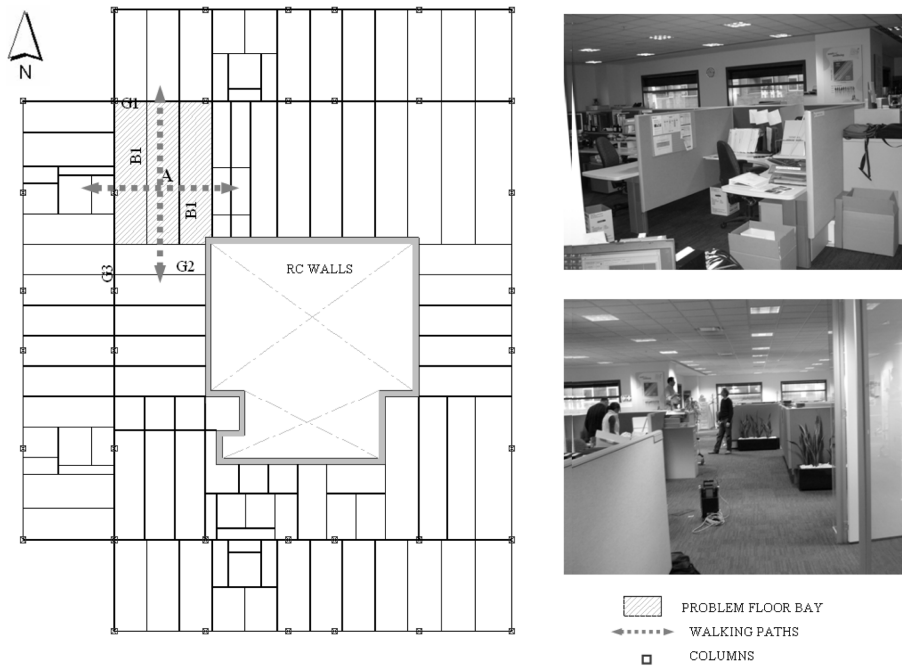 N
G1
B1
A
B1
G2
G3
RC WALLS
PROBLEM FLOOR BAY
WALKING PATHS
COLUMNS